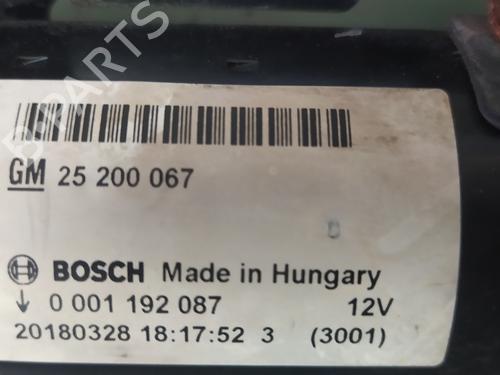 B-PARTS
GM 25 200 067
BOSCH Made in Hungary
↓ 0 001 192 087 12V
20180328 18:17:52 3 (3001)